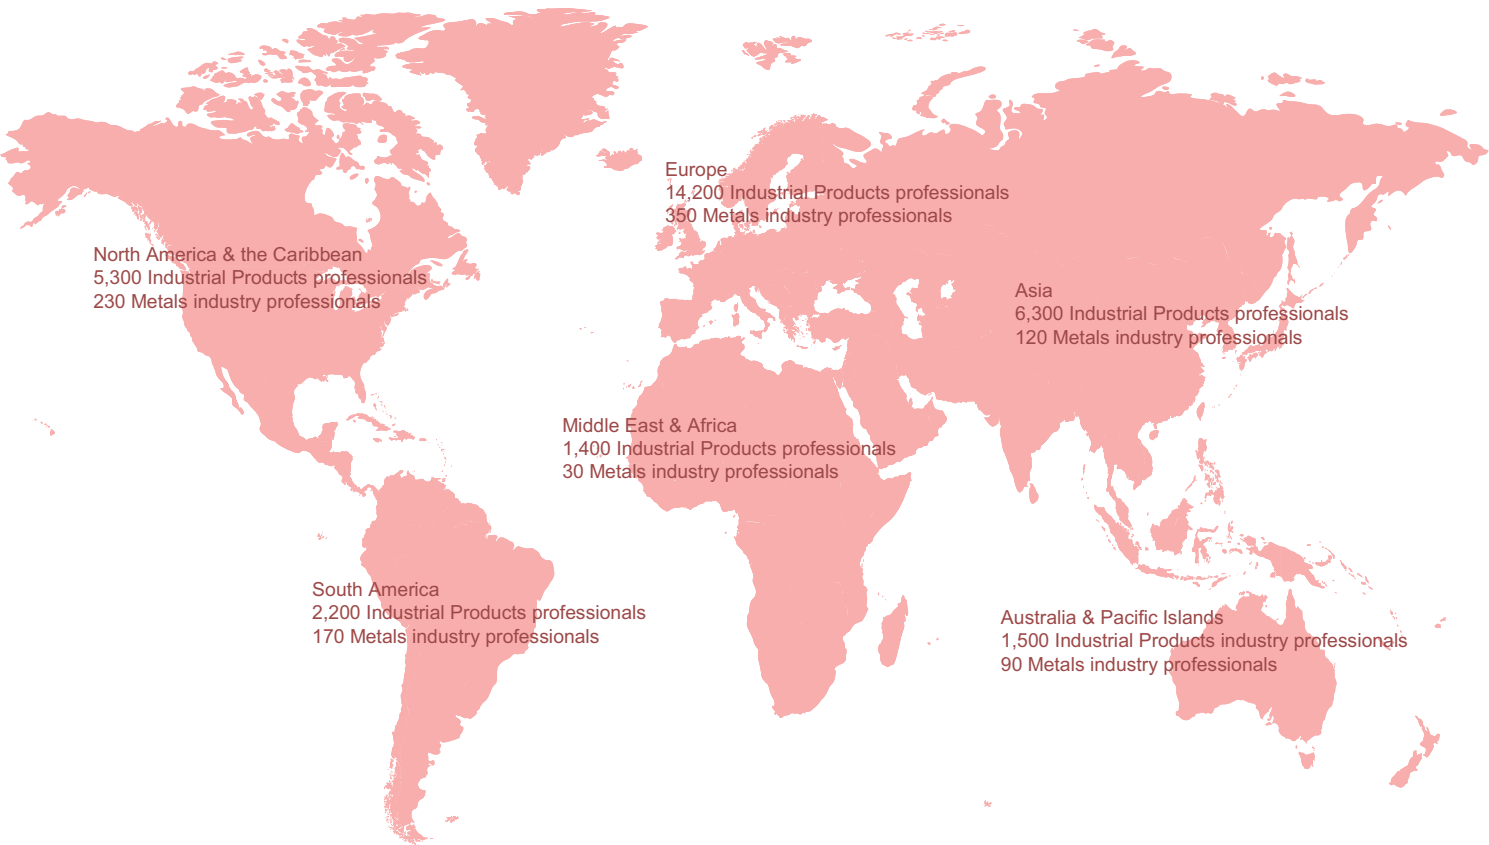 Europe
14,200 Industrial Products professionals
350 Metals industry professionals
North America & the Caribbean
5,300 Industrial Products professionals
230 Metals industry professionals
Asia
6,300 Industrial Products professionals
120 Metals industry professionals
Middle East & Africa
1,400 Industrial Products professionals
30 Metals industry professionals
South America
2,200 Industrial Products professionals
170 Metals industry professionals
Australia & Pacific Islands
1,500 Industrial Products industry professionals
90 Metals industry professionals